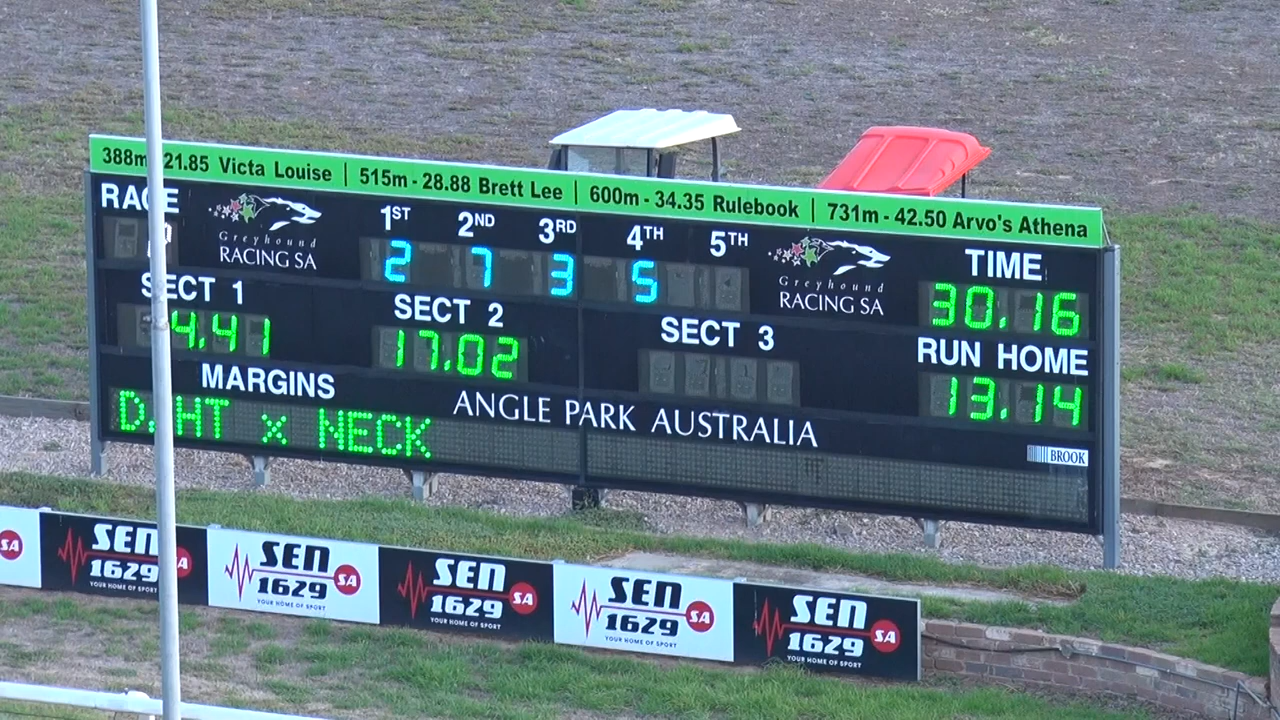 388m 21.85 Victa Louise | 515m - 28.88 Brett Lee | 600m - 34.35 Rulebook | 731m - 42.50 Arvo's Athena
RACE
Greyhound
RACING SA
1ST 2ND 3RD 4TH 5TH
2 7 3 5
Greyhound
RACING SA
TIME
30.16
SECT 1
4.41
SECT 2
17.02
SECT 3
RUN HOME
13.14
MARGINS
D.HT x NECK
ANGLE PARK AUSTRALIA
BROOK
SA
SEN
1629
SA
YOUR HOME OF SPORT
SEN
1629
SA
YOUR HOME OF SPORT
SEN
1629
SA
YOUR HOME OF SPORT
SEN
1629
SA
YOUR HOME OF SPORT
SEN
1629
SA
YOUR HOME OF SPORT